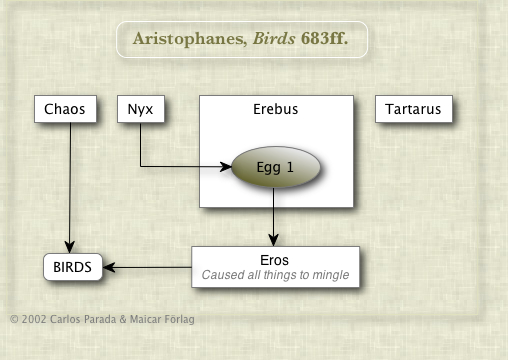 Aristophanes, Birds 683ff.
Chaos
Nyx
Erebus
Tartarus
Egg 1
Eros
Caused all things to mingle
BIRDS
© 2002 Carlos Parada & Maicar Förlag